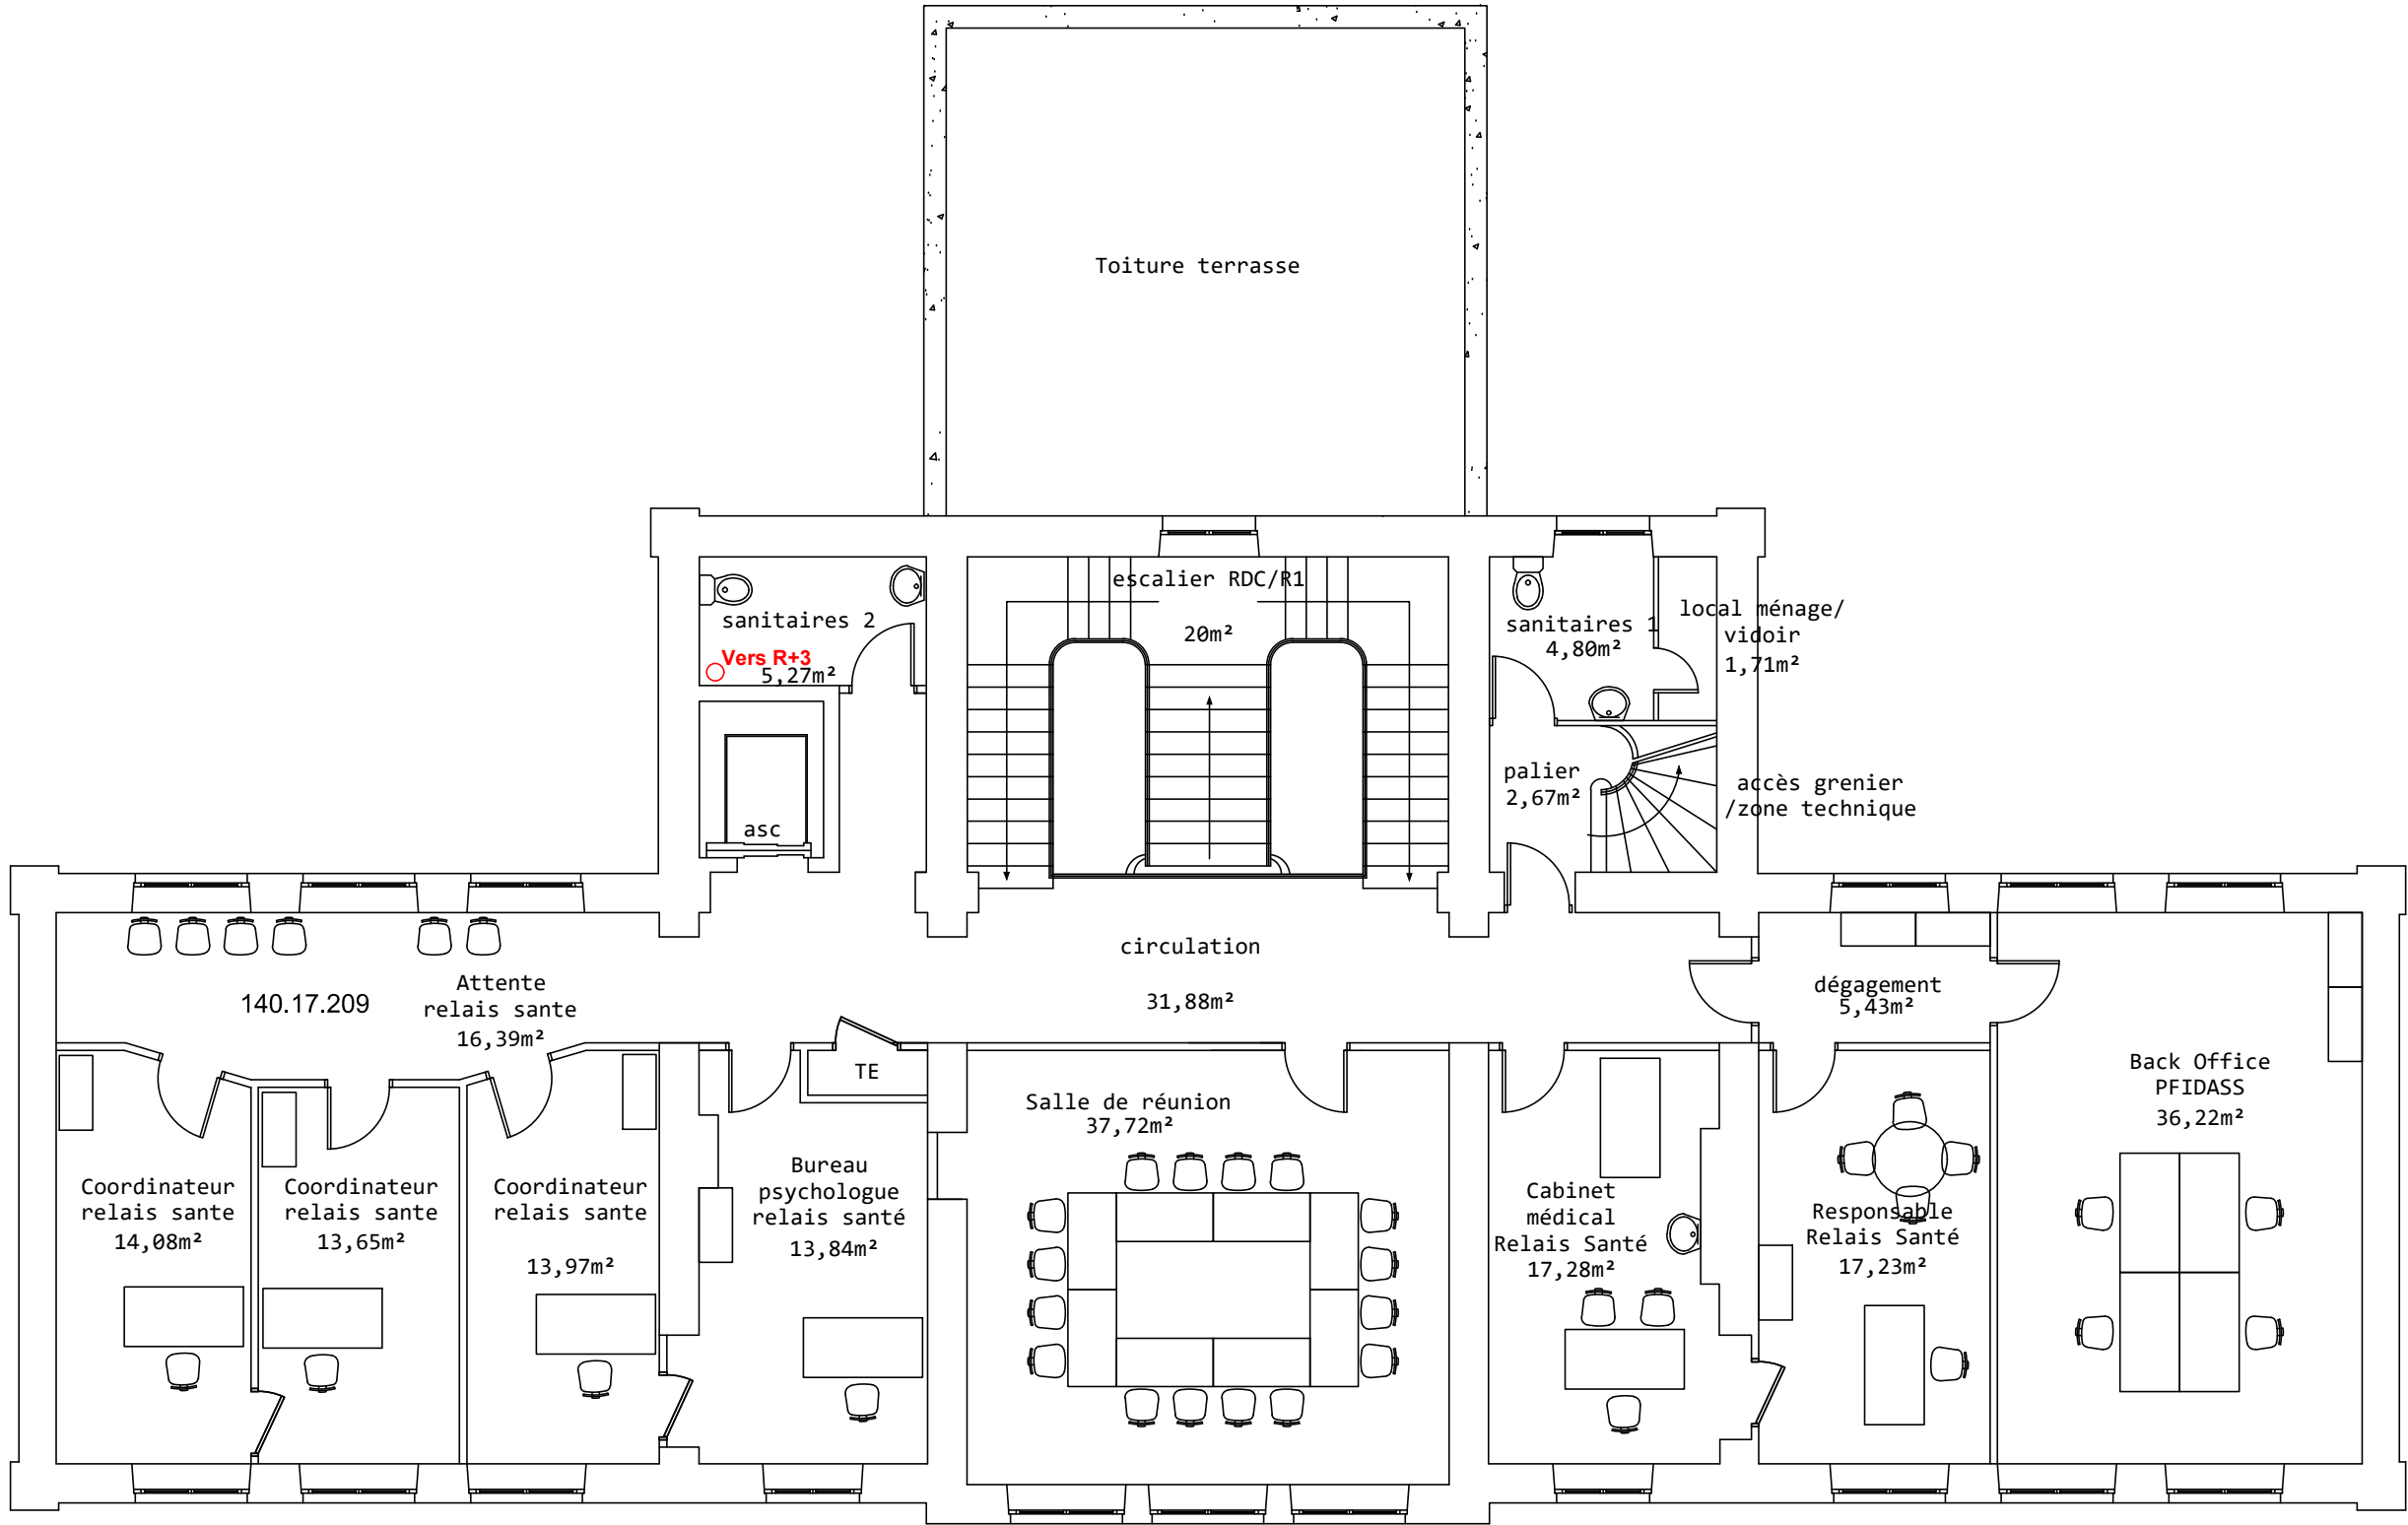 Toiture terrasse
escalier RDC/R1
20m²
sanitaires 2
Vers R+3
5,27m²
sanitaires 1
4,80m²
local ménage/
vidoir
1,71m²
asc
palier
2,67m²
accès grenier
/zone technique
circulation
31,88m²
140.17.209
Attente
relais sante
16,39m²
dégagement
5,43m²
TE
Back Office
PFIDASS
36,22m²
Salle de réunion
37,72m²
Coordinateur
relais sante
14,08m²
Coordinateur
relais sante
13,65m²
Coordinateur
relais sante
13,97m²
Bureau
psychologue
relais santé
13,84m²
Cabinet
médical
Relais Santé
17,28m²
Responsable
Relais Santé
17,23m²